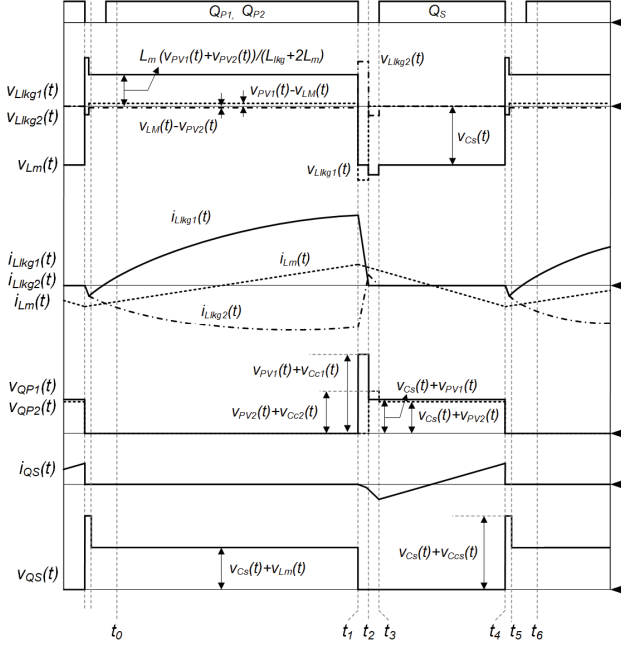 Q_P1, Q_P2
Q_S
L_m (v_PV1(t)+v_PV2(t))/(L_lkg+2L_m)
v_Llkg2(t)
v_Llkg1(t)
v_PV1(t)-v_LM(t)
v_Llkg2(t)
v_LM(t)-v_PV2(t)
v_Cs(t)
v_Lm(t)
v_Llkg1(t)
i_Llkg1(t)
i_Llkg1(t)
i_Lm(t)
i_Llkg2(t)
i_Lm(t)
i_Llkg2(t)
v_PV1(t)+v_Cc1(t)
v_QP1(t)
v_Cs(t)+v_PV1(t)
v_QP2(t)
v_PV2(t)+v_Cc2(t)
v_Cs(t)+v_PV2(t)
i_QS(t)
v_Cs(t)+v_Ccs(t)
v_QS(t)
v_Cs(t)+v_Lm(t)
t_0 t_1 t_2 t_3 t_4 t_5 t_6